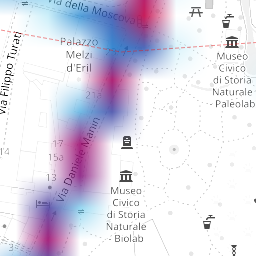 Via della Moscova
Palazzo
Melzi
d'Eril
Via Filippo Turati
Museo
Civico
di Storia
Naturale
- Paleolab
17
14
15a
13
Via Daniele Manin
Museo
Civico
di Storia
Naturale
- Biolab